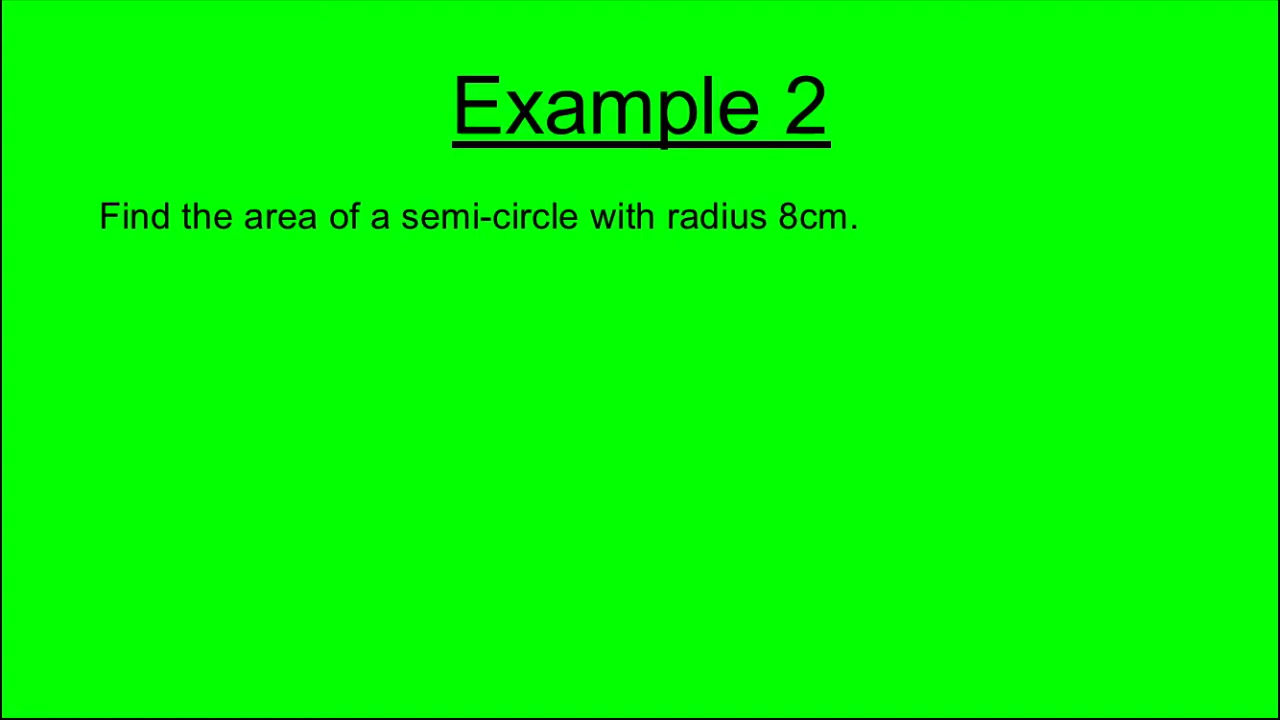 Example 2
Find the area of a semi-circle with radius 8cm.